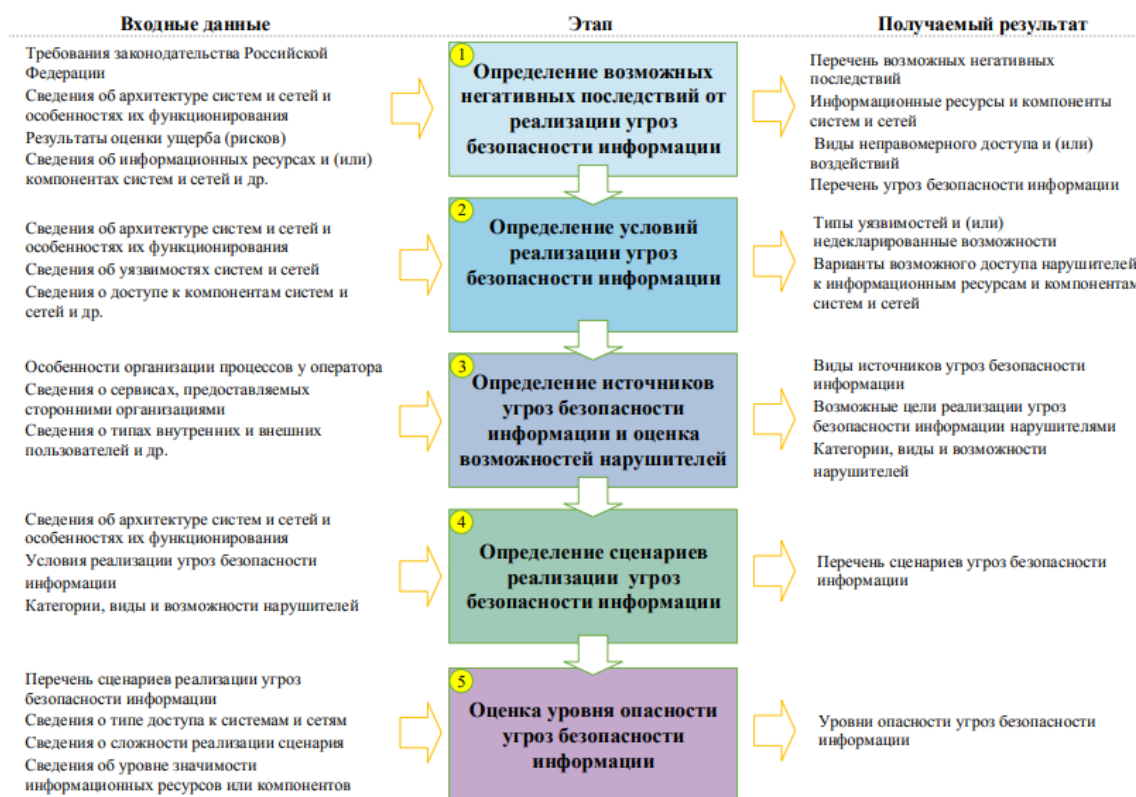 Входные данные
Этап
Получаемый результат
Требования законодательства Российской
Федерации
Сведения об архитектуре систем и сетей и
особенностях их функционирования
Результаты оценки ущерба (рисков)
Сведения об информационных ресурсах и (или)
компонентах систем и сетей и др.
1
Определение возможных
негативных последствий от
реализации угроз
безопасности информации
Перечень возможных негативных
последствий
Информационные ресурсы и компоненты
систем и сетей
Виды неправомерного доступа и (или)
воздействий
Перечень угроз безопасности информации
Сведения об архитектуре систем и сетей и
особенностях их функционирования
Сведения об уязвимостях систем и сетей
Сведения о доступе к компонентам систем и
сетей и др.
2
Определение условий
реализации угроз
безопасности информации
Типы уязвимостей и (или)
недекларированные возможности
Варианты возможного доступа нарушителей
к информационным ресурсам и компонентам
систем и сетей
Особенности организации процессов у оператора
Сведения о сервисах, предоставляемых
сторонними организациями
Сведения о типах внутренних и внешних
пользователей и др.
3
Определение источников
угроз безопасности
информации и оценка
возможностей нарушителей
Виды источников угроз безопасности
информации
Возможные цели реализации угроз
безопасности информации нарушителями
Категории, виды и возможности
нарушителей
Сведения об архитектуре систем и сетей и
особенностях их функционирования
Условия реализации угроз безопасности
информации
Категории, виды и возможности нарушителей
4
Определение сценариев
реализации угроз
безопасности информации
Перечень сценариев угроз безопасности
информации
Перечень сценариев реализации угроз
безопасности информации
Сведения о типе доступа к системам и сетям
Сведения о сложности реализации сценария
Сведения об уровне значимости
информационных ресурсов или компонентов
5
Оценка уровня опасности
угроз безопасности
информации
Уровни опасности угроз безопасности
информации